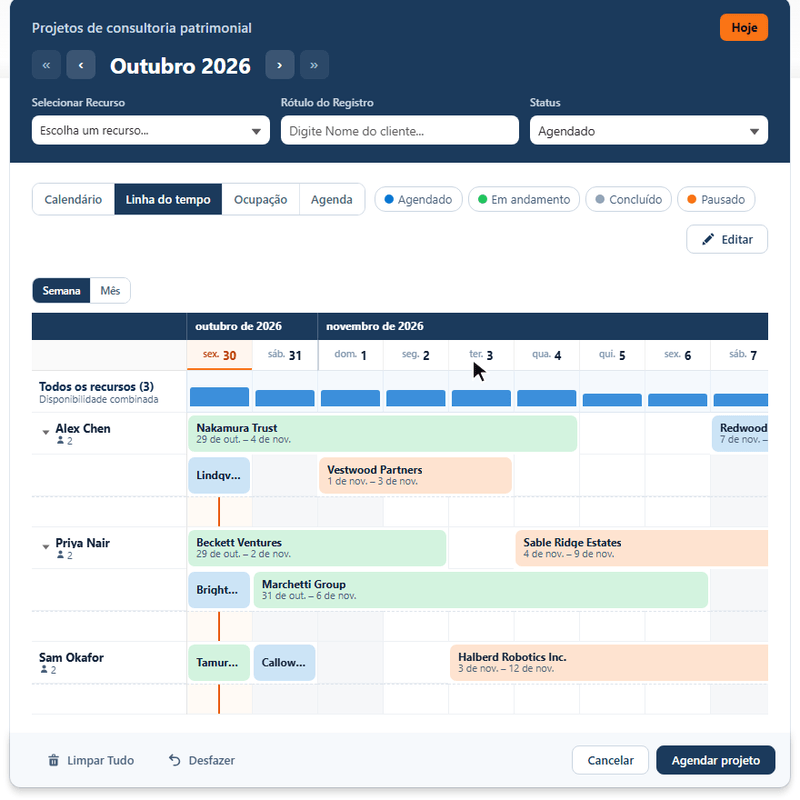 Projetos de consultoria patrimonial
Hoje
« ‹ Outubro 2026 › »
Selecionar Recurso
Rótulo do Registro
Status
Escolha um recurso...
Digite Nome do cliente...
Agendado
Calendário
Linha do tempo
Ocupação
Agenda
Agendado
Em andamento
Concluído
Pausado
Editar
Semana
Mês
outubro de 2026
novembro de 2026
sex. 30
sáb. 31
dom. 1
seg. 2
ter. 3
qua. 4
qui. 5
sex. 6
sáb. 7
Todos os recursos (3)
Disponibilidade combinada
Alex Chen
2
Nakamura Trust
29 de out. – 4 de nov.
Redwood
7 de nov. –
Lindqv...
Vestwood Partners
1 de nov. – 3 de nov.
Priya Nair
2
Beckett Ventures
29 de out. – 2 de nov.
Sable Ridge Estates
4 de nov. – 9 de nov.
Bright...
Marchetti Group
31 de out. – 6 de nov.
Sam Okafor
2
Tamur...
Callow...
Halberd Robotics Inc.
3 de nov. – 12 de nov.
Limpar Tudo
Desfazer
Cancelar
Agendar projeto